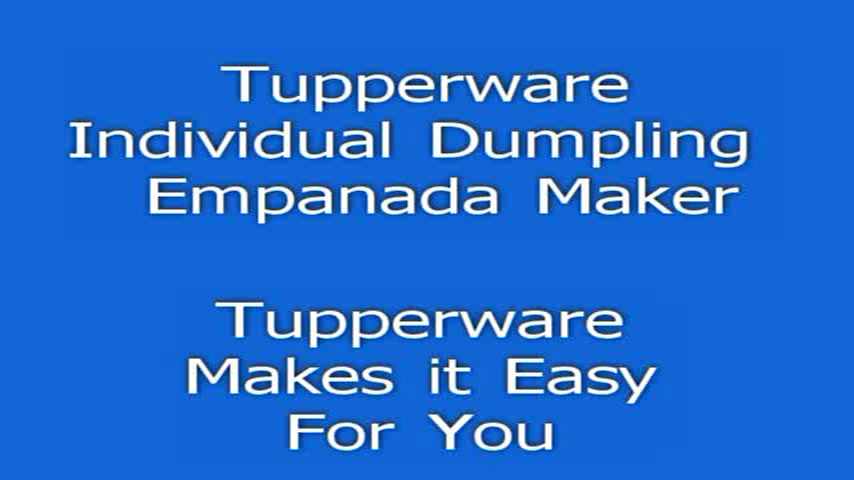 Tupperware
Individual Dumpling
Empanada Maker
Tupperware
Makes it Easy
For You